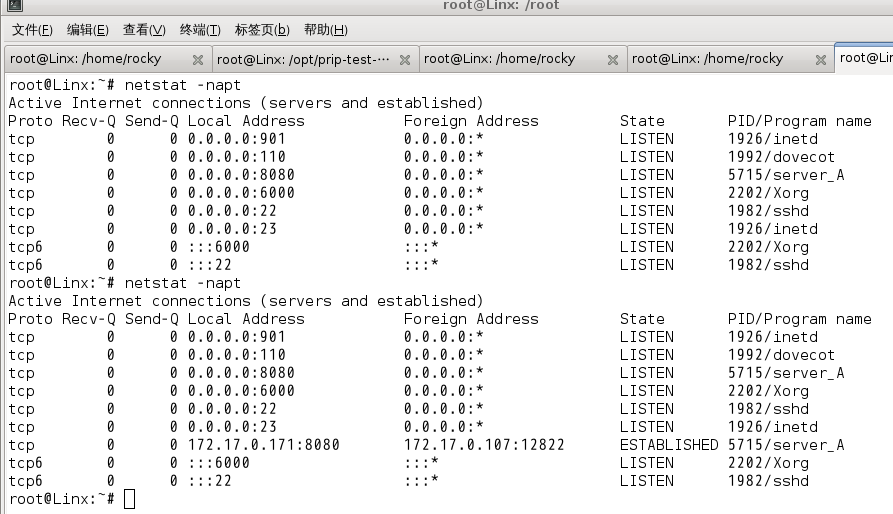 root@Linx: /root
文件(F) 编辑(E) 查看(V) 终端(T) 标签页(b) 帮助(H)
root@Linx: /home/rocky root@Linx: /opt/prip-test-··· root@Linx: /home/rocky root@Linx: /home/rocky root@Lin
root@Linx:~# netstat -napt
Active Internet connections (servers and established)
Proto Recv-Q Send-Q Local Address Foreign Address State PID/Program name
tcp 0 0 0.0.0.0:901 0.0.0.0:* LISTEN 1926/inetd
tcp 0 0 0.0.0.0:110 0.0.0.0:* LISTEN 1992/dovecot
tcp 0 0 0.0.0.0:8080 0.0.0.0:* LISTEN 5715/server_A
tcp 0 0 0.0.0.0:6000 0.0.0.0:* LISTEN 2202/Xorg
tcp 0 0 0.0.0.0:22 0.0.0.0:* LISTEN 1982/sshd
tcp 0 0 0.0.0.0:23 0.0.0.0:* LISTEN 1926/inetd
tcp6 0 0 :::6000 :::* LISTEN 2202/Xorg
tcp6 0 0 :::22 :::* LISTEN 1982/sshd
root@Linx:~# netstat -napt
Active Internet connections (servers and established)
Proto Recv-Q Send-Q Local Address Foreign Address State PID/Program name
tcp 0 0 0.0.0.0:901 0.0.0.0:* LISTEN 1926/inetd
tcp 0 0 0.0.0.0:110 0.0.0.0:* LISTEN 1992/dovecot
tcp 0 0 0.0.0.0:8080 0.0.0.0:* LISTEN 5715/server_A
tcp 0 0 0.0.0.0:6000 0.0.0.0:* LISTEN 2202/Xorg
tcp 0 0 0.0.0.0:22 0.0.0.0:* LISTEN 1982/sshd
tcp 0 0 0.0.0.0:23 0.0.0.0:* LISTEN 1926/inetd
tcp 0 0 172.17.0.171:8080 172.17.0.107:12822 ESTABLISHED 5715/server_A
tcp6 0 0 :::6000 :::* LISTEN 2202/Xorg
tcp6 0 0 :::22 :::* LISTEN 1982/sshd
root@Linx:~#